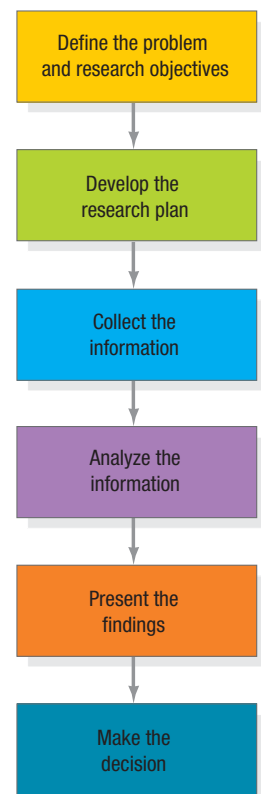 Define the problem
and research objectives
Develop the
research plan
Collect the
information
Analyze the
information
Present the
findings
Make the
decision